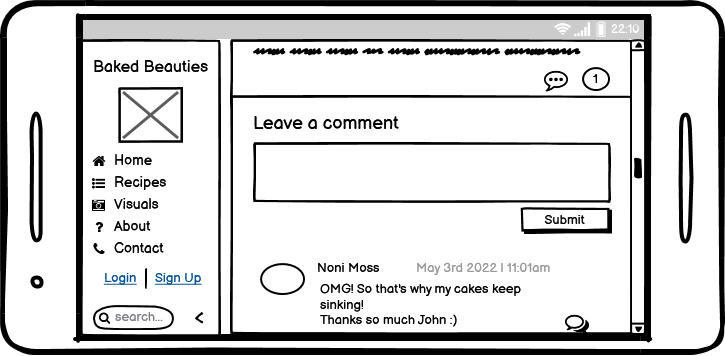 22:10
Baked Beauties
Home
Recipes
Visuals
About
Contact
Login | Sign Up
search...
1
Leave a comment
Submit
Noni Moss May 3rd 2022 | 11:01am
OMG! So that's why my cakes keep
sinking!
Thanks so much John :)